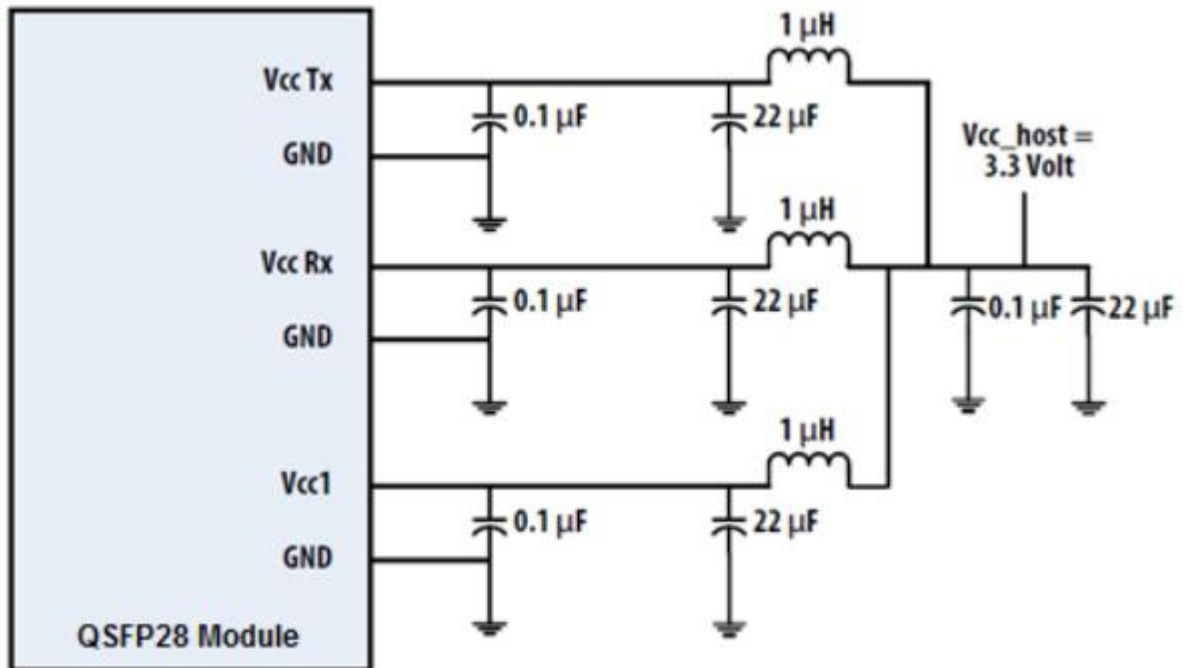 1 μH
Vcc Tx
0.1 μF
22 μF
Vcc_host =
3.3 Volt
GND
1 μH
Vcc Rx
0.1 μF
22 μF
0.1 μF
22 μF
GND
1 μH
Vcc1
0.1 μF
22 μF
GND
QSFP28 Module